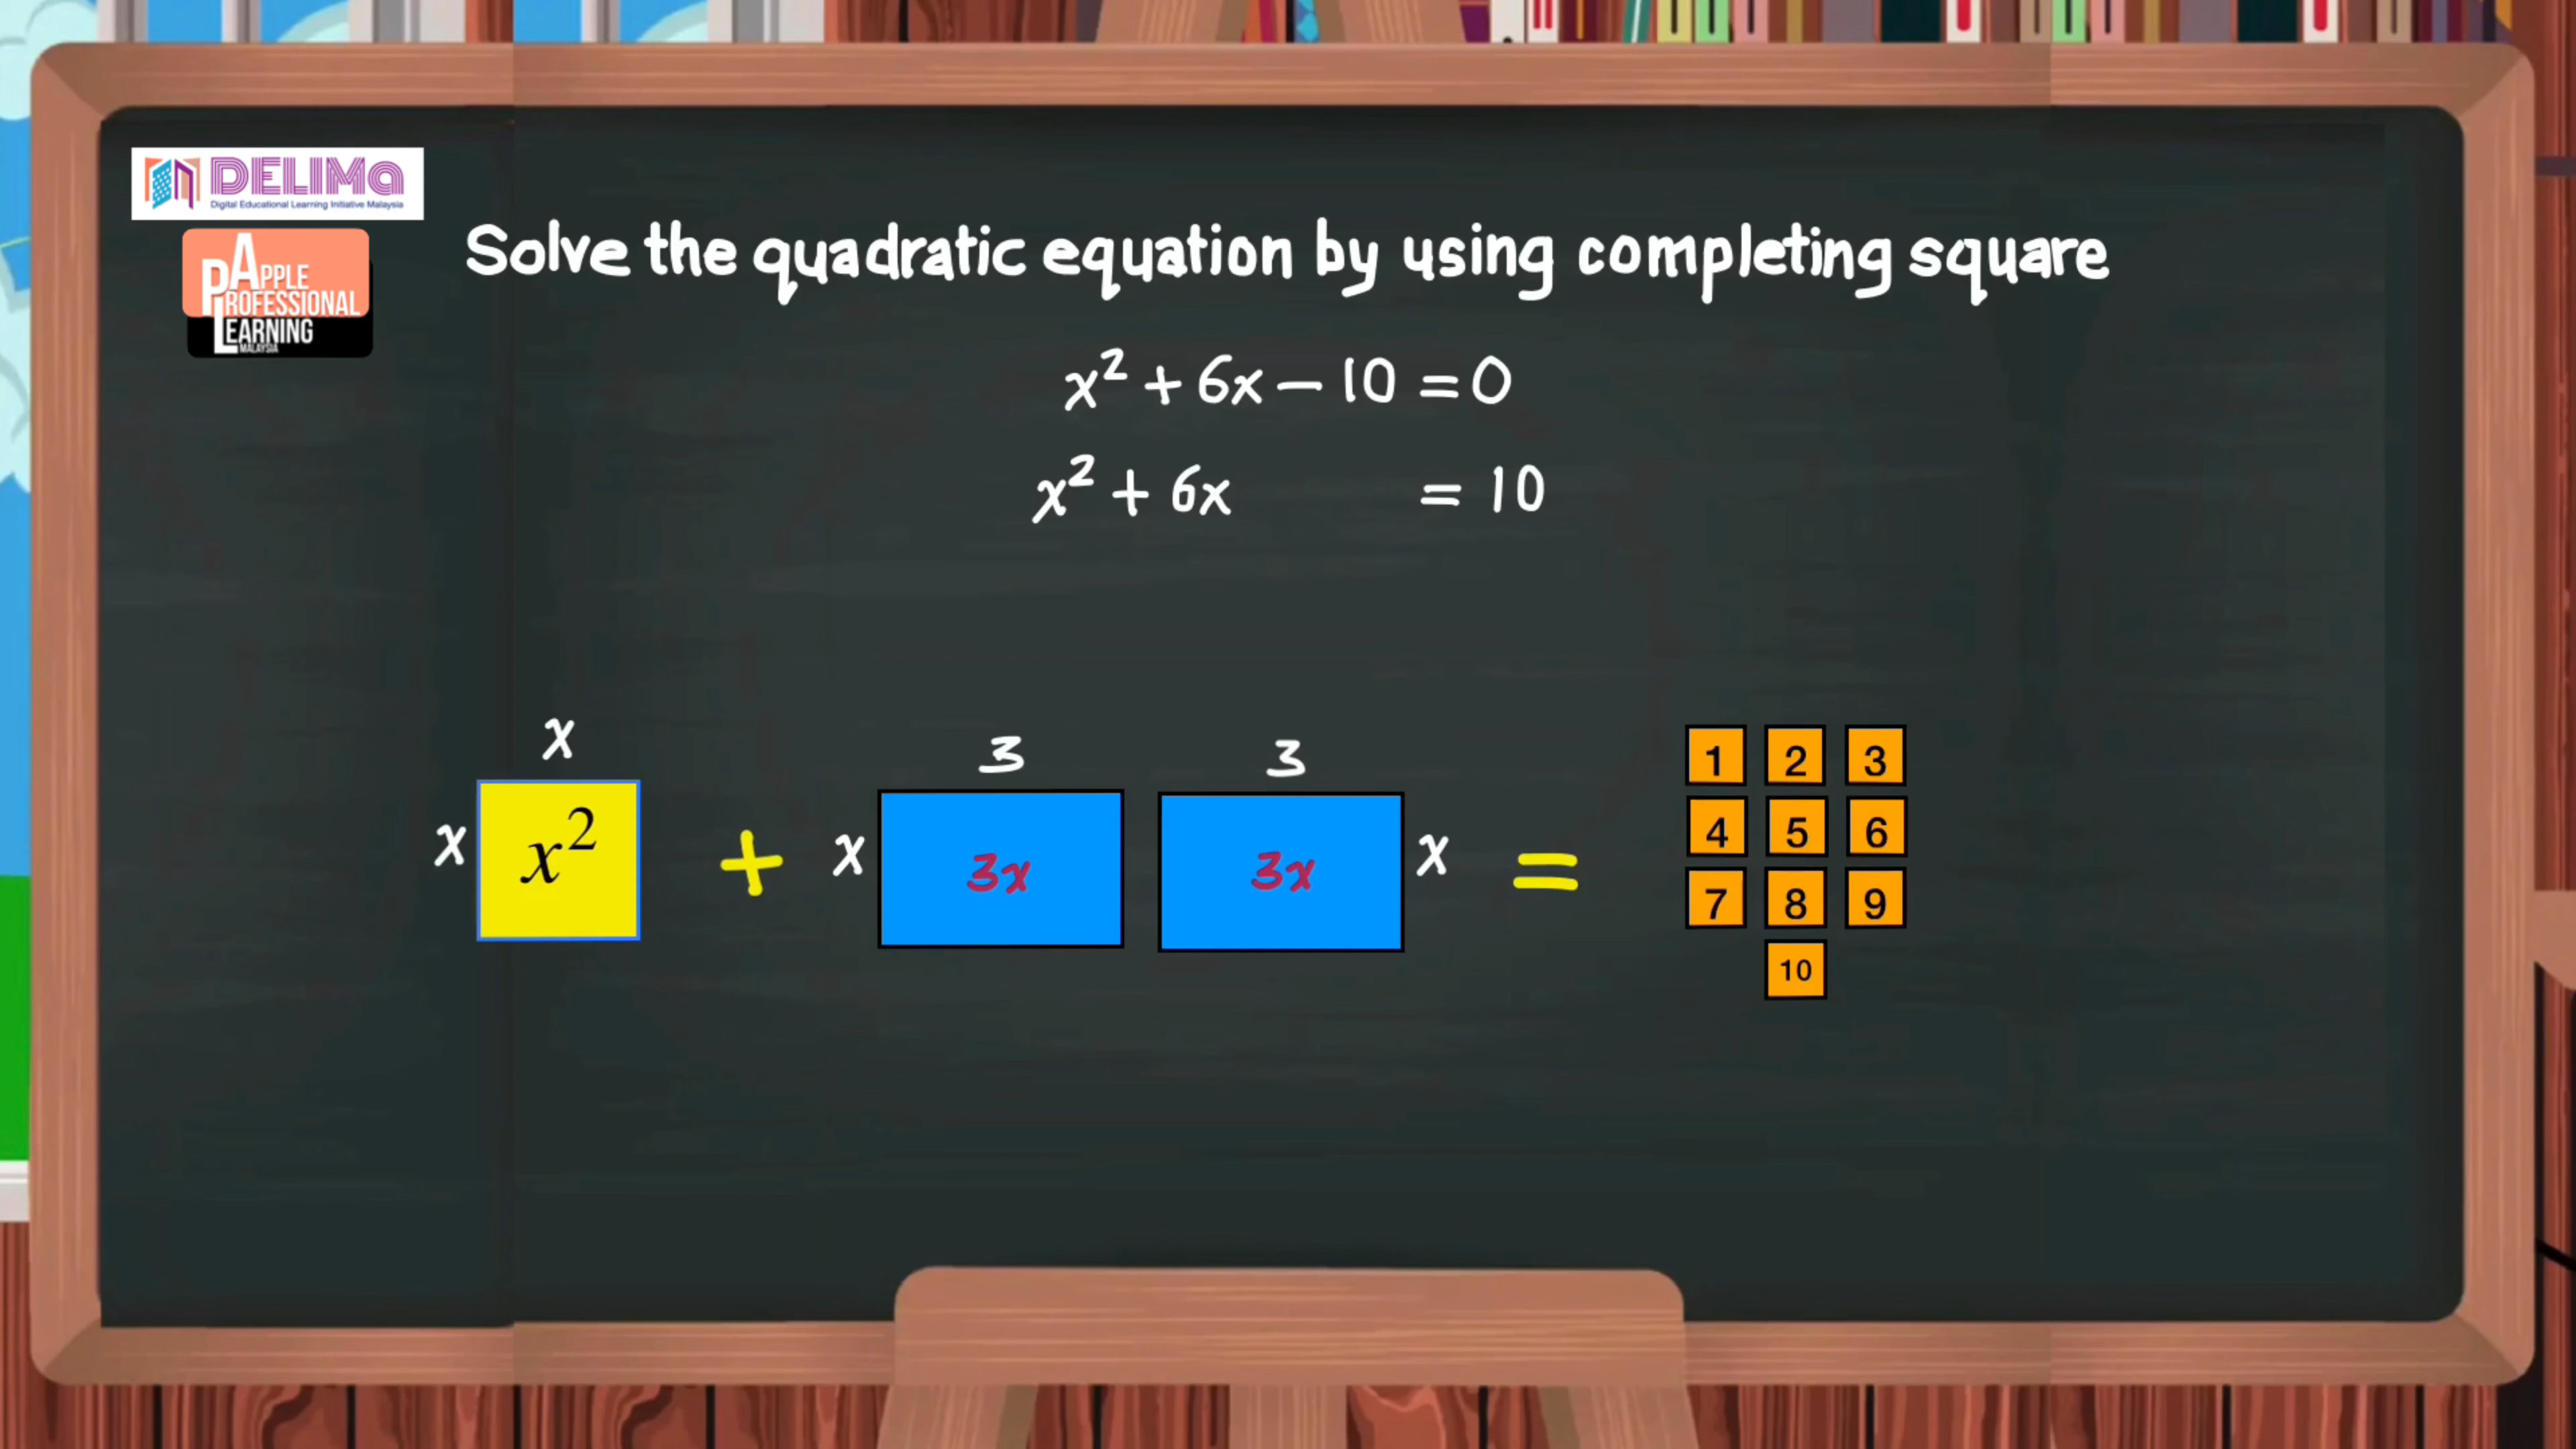 DELIMa
Digital Educational Learning Initiative Malaysia
APPLE
PROFESSIONAL
LEARNING
MALAYSIA
Solve the quadratic equation by using completing square
x² + 6x − 10 = 0
x² + 6x = 10
x 3 3
x x² + x 3x 3x x =
1 2 3
4 5 6
7 8 9
10